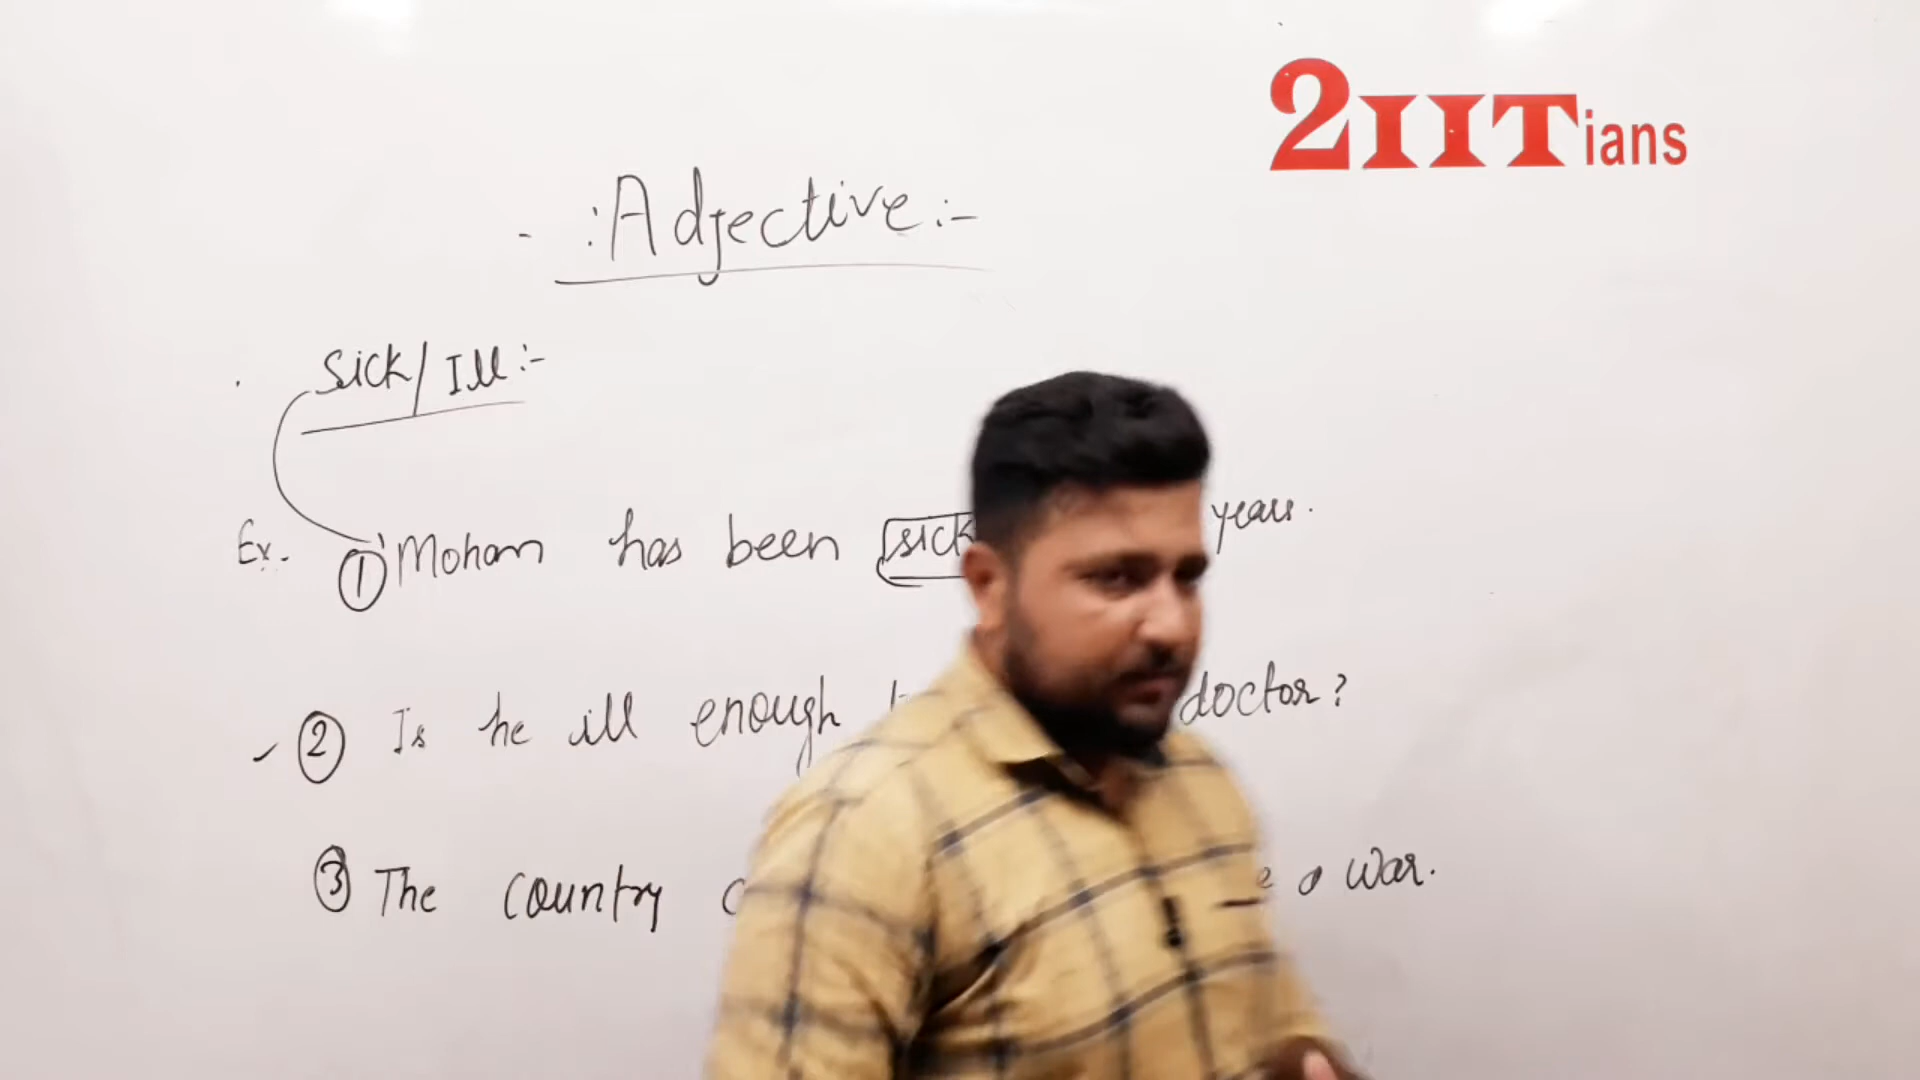 2IITians
:Adjective:-
Sick/Ill:-
Ex. ① Mohan has been sick years.
② Is he ill enough doctor?
③ The country a war.